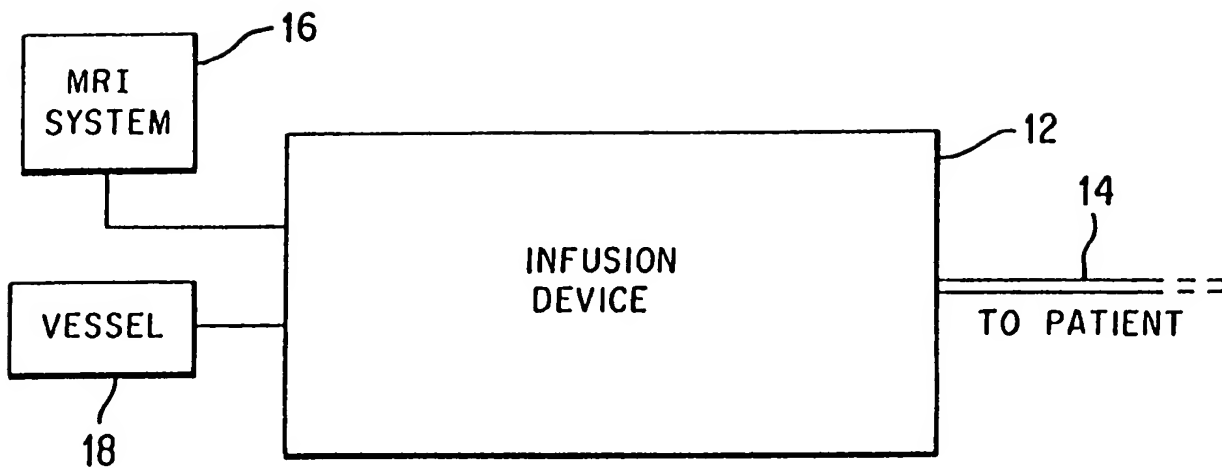 16
MRI
SYSTEM
12
14
INFUSION
DEVICE
VESSEL
TO PATIENT
18